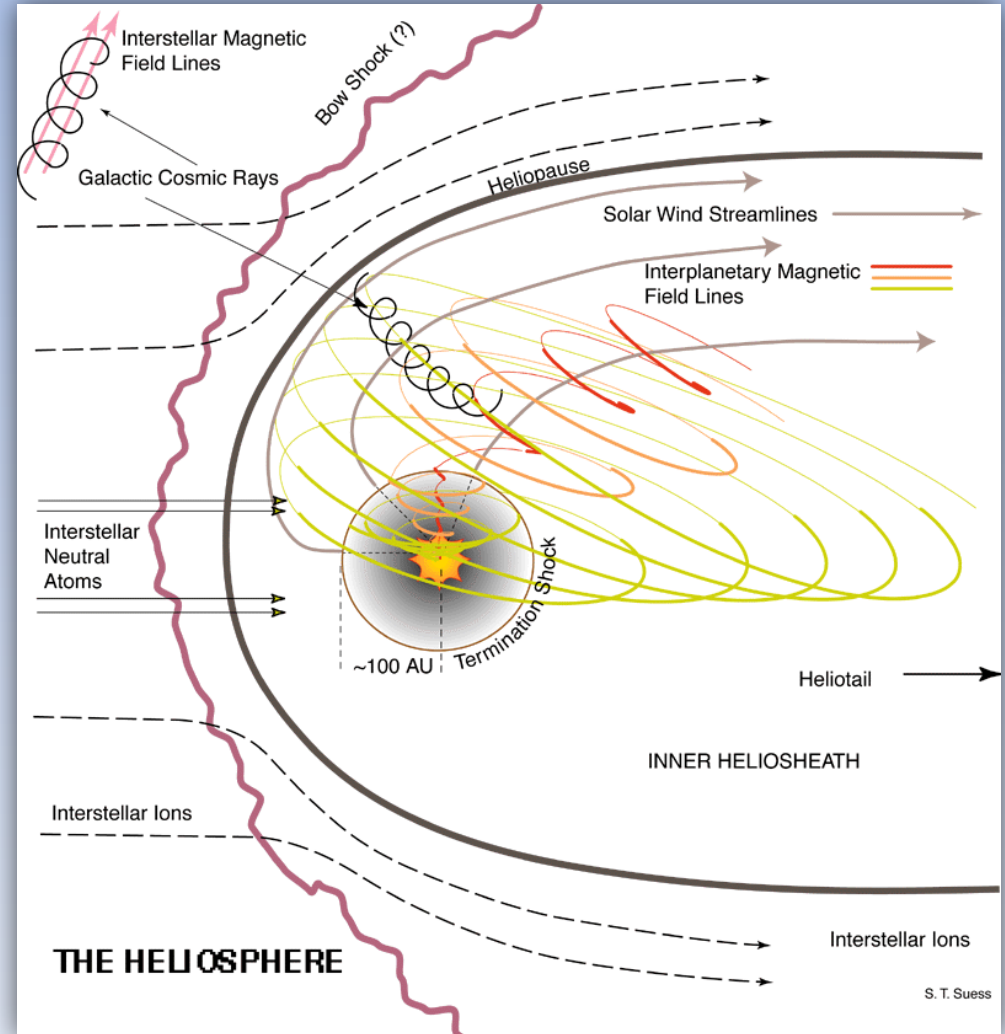 Interstellar Magnetic
Field Lines
Bow Shock (?)
Galactic Cosmic Rays
Heliopause
Solar Wind Streamlines
Interplanetary Magnetic
Field Lines
Interstellar
Neutral
Atoms
Termination Shock
~100 AU
Heliotail
INNER HELIOSHEATH
Interstellar Ions
Interstellar Ions
THE HELIOSPHERE
S. T. Suess